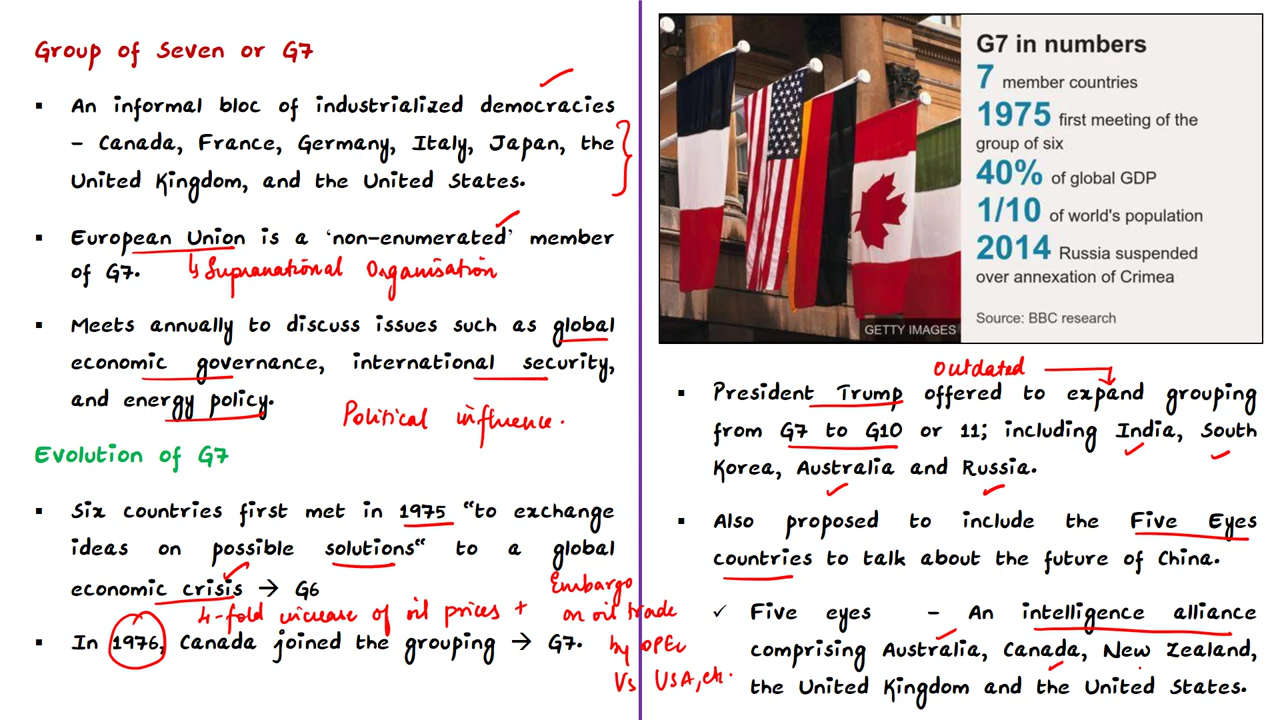 Group of Seven or G7
▪ An informal bloc of industrialized democracies
– Canada, France, Germany, Italy, Japan, the
United Kingdom, and the United States.
▪ European Union is a ‘non-enumerated’ member
of G7. ↳ Supranational Organisation
▪ Meets annually to discuss issues such as global
economic governance, international security,
and energy policy.
Political influence.
Evolution of G7
▪ Six countries first met in 1975 “to exchange
ideas on possible solutions“ to a global
economic crisis → G6
4-fold increase of oil prices + Embargo
on oil trade
by OPEC
Vs USA, etc.
▪ In 1976, Canada joined the grouping → G7.
G7 in numbers
7 member countries
1975 first meeting of the
group of six
40% of global GDP
1/10 of world's population
2014 Russia suspended
over annexation of Crimea
Source: BBC research
GETTY IMAGES
Outdated
▪ President Trump offered to expand grouping
from G7 to G10 or 11; including India, South
Korea, Australia and Russia.
▪ Also proposed to include the Five Eyes
countries to talk about the future of China.
✓ Five eyes – An intelligence alliance
comprising Australia, Canada, New Zealand,
the United Kingdom and the United States.